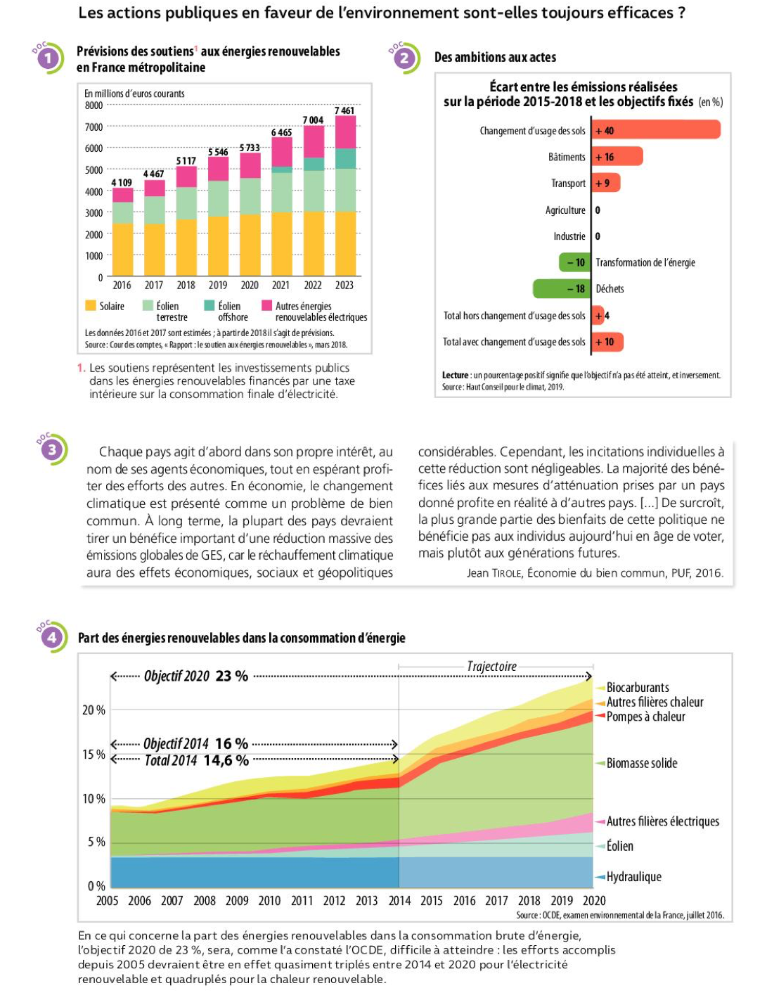 Les actions publiques en faveur de l'environnement sont-elles toujours efficaces ?
DOC
1
Prévisions des soutiens¹ aux énergies renouvelables
en France métropolitaine
En millions d'euros courants
8000
7000
6000
5000
4000
3000
2000
1000
0
4 109
4 467
5 117
5 546
5 733
6 465
7 004
7 461
2016 2017 2018 2019 2020 2021 2022 2023
Solaire
Éolien
terrestre
Éolien
offshore
Autres énergies
renouvelables électriques
Les données 2016 et 2017 sont estimées ; à partir de 2018 il s'agit de prévisions.
Source : Cour des comptes, « Rapport : le soutien aux énergies renouvelables », mars 2018.
1. Les soutiens représentent les investissements publics
dans les énergies renouvelables financés par une taxe
intérieure sur la consommation finale d'électricité.
DOC
2
Des ambitions aux actes
Écart entre les émissions réalisées
sur la période 2015-2018 et les objectifs fixés (en %)
Changement d'usage des sols + 40
Bâtiments + 16
Transport + 9
Agriculture 0
Industrie 0
– 10 Transformation de l'énergie
– 18 Déchets
Total hors changement d'usage des sols + 4
Total avec changement d'usage des sols + 10
Lecture : un pourcentage positif signifie que l'objectif n'a pas été atteint, et inversement.
Source : Haut Conseil pour le climat, 2019.
DOC
3
Chaque pays agit d'abord dans son propre intérêt, au
nom de ses agents économiques, tout en espérant profi-
ter des efforts des autres. En économie, le changement
climatique est présenté comme un problème de bien
commun. À long terme, la plupart des pays devraient
tirer un bénéfice important d'une réduction massive des
émissions globales de GES, car le réchauffement climatique
aura des effets économiques, sociaux et géopolitiques
considérables. Cependant, les incitations individuelles à
cette réduction sont négligeables. La majorité des béné-
fices liés aux mesures d'atténuation prises par un pays
donné profite en réalité à d'autres pays. [...] De surcroît,
la plus grande partie des bienfaits de cette politique ne
bénéficie pas aux individus aujourd'hui en âge de voter,
mais plutôt aux générations futures.
Jean TIROLE, Économie du bien commun, PUF, 2016.
DOC
4
Part des énergies renouvelables dans la consommation d'énergie
Trajectoire
Objectif 2020 23 %
Objectif 2014 16 %
Total 2014 14,6 %
20 %
15 %
10 %
5 %
0 %
Biocarburants
Autres filières chaleur
Pompes à chaleur
Biomasse solide
Autres filières électriques
Éolien
Hydraulique
2005 2006 2007 2008 2009 2010 2011 2012 2013 2014 2015 2016 2017 2018 2019 2020
Source : OCDE, examen environnemental de la France, juillet 2016.
En ce qui concerne la part des énergies renouvelables dans la consommation brute d'énergie,
l'objectif 2020 de 23 %, sera, comme l'a constaté l'OCDE, difficile à atteindre : les efforts accomplis
depuis 2005 devraient être en effet quasiment triplés entre 2014 et 2020 pour l'électricité
renouvelable et quadruplés pour la chaleur renouvelable.